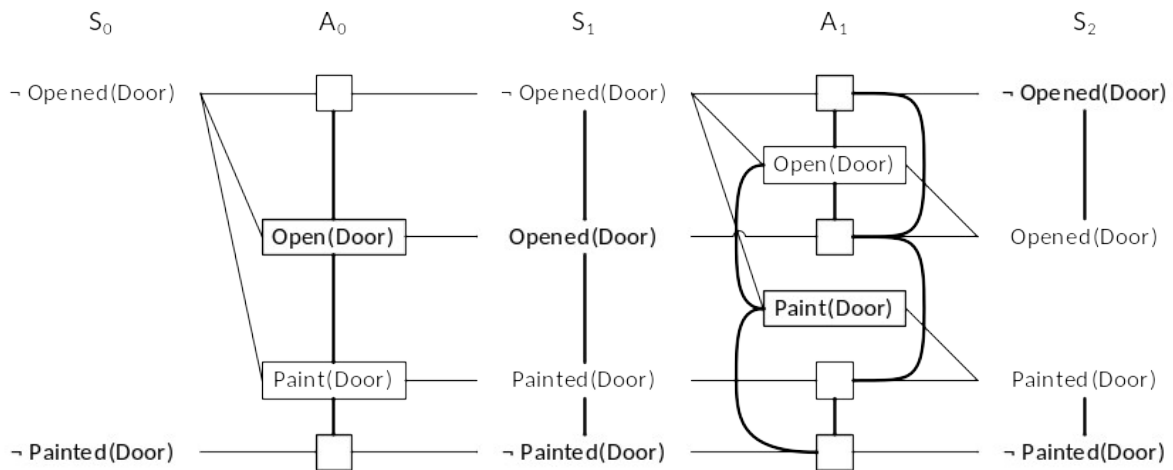 S₀ A₀ S₁ A₁ S₂
¬ Opened(Door) ¬ Opened(Door) ¬ Opened(Door)
Open(Door)
Open(Door) Opened(Door) Opened(Door)
Paint(Door)
Paint(Door) Painted(Door) Painted(Door)
¬ Painted(Door) ¬ Painted(Door) ¬ Painted(Door)